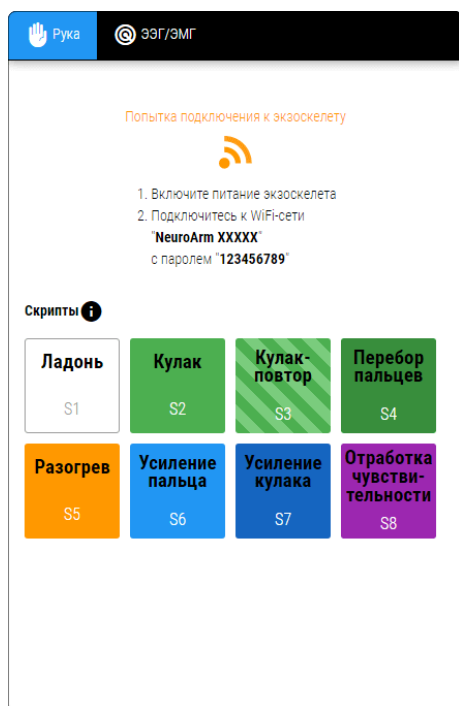 Рука
ЭЭГ/ЭМГ
Попытка подключения к экзоскелету
1. Включите питание экзоскелета
2. Подключитесь к WiFi-сети
"NeuroArm XXXXX"
с паролем "123456789"
Скрипты i
Ладонь
S1
Кулак
S2
Кулак-
повтор
S3
Перебор
пальцев
S4
Разогрев
S5
Усиление
пальца
S6
Усиление
кулака
S7
Отработка
чувстви-
тельности
S8